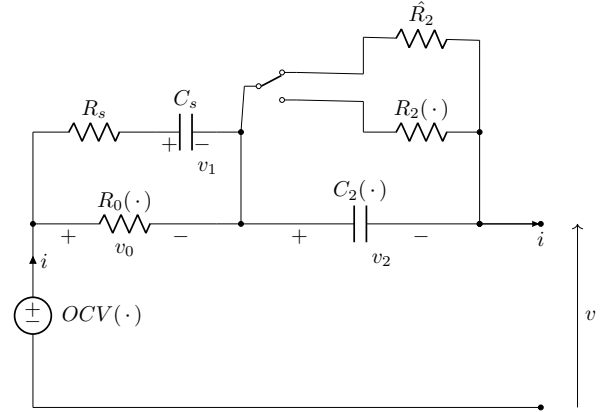 R̂₂
Rₛ
Cₛ
R₂(·)
+ −
v₁
R₀(·)
C₂(·)
+ −
v₀
+ −
v₂
i
i
+
−
OCV(·)
v